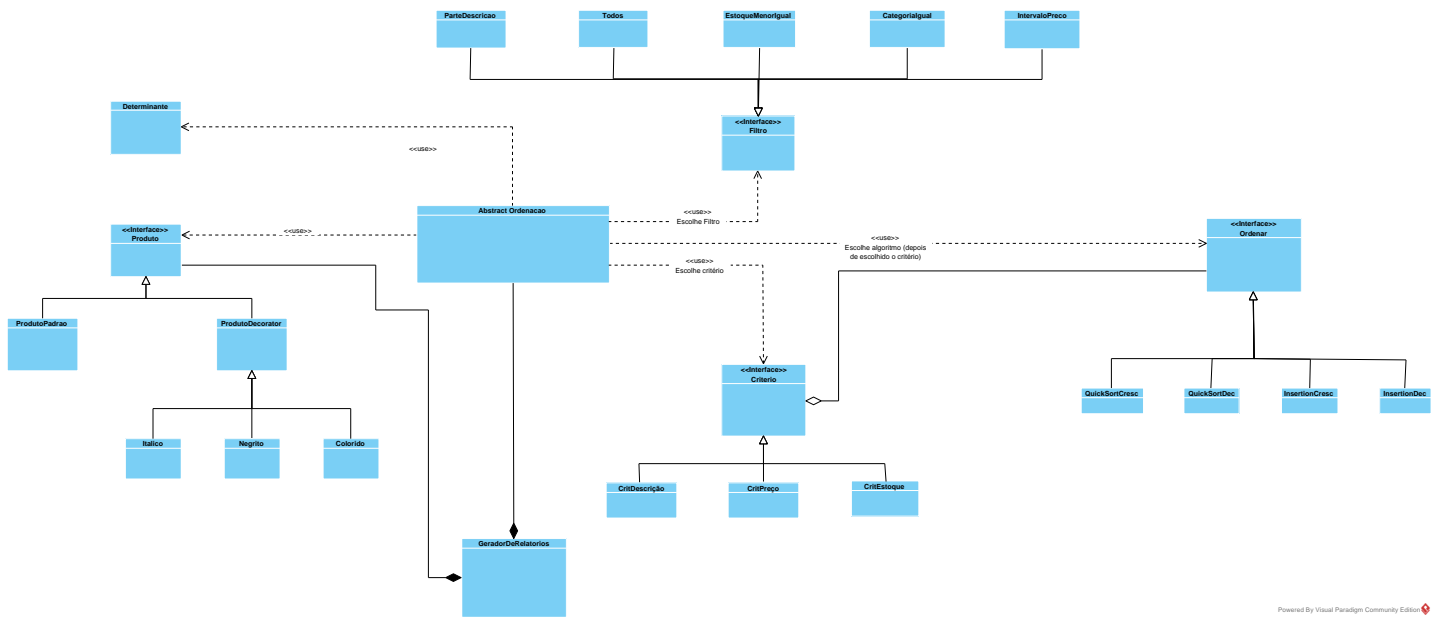 ParteDescricao
Todos
EstoqueMenorIgual
CategoriaIgual
IntervaloPreco
Determinante
<<Interface>>
Filtro
<<use>>
Abstract Ordenacao
<<use>>
Escolhe Filtro
<<Interface>>
Produto
<<use>>
<<use>>
Escolhe algoritmo (depois
de escolhido o critério)
<<Interface>>
Ordenar
<<use>>
Escolhe critério
ProdutoPadrao
ProdutoDecorator
<<Interface>>
Criterio
QuickSortCresc
QuickSortDec
InsertionCresc
InsertionDec
Italico
Negrito
Colorido
CritDescrição
CritPreço
CritEstoque
GeradorDeRelatorios
Powered By Visual Paradigm Community Edition